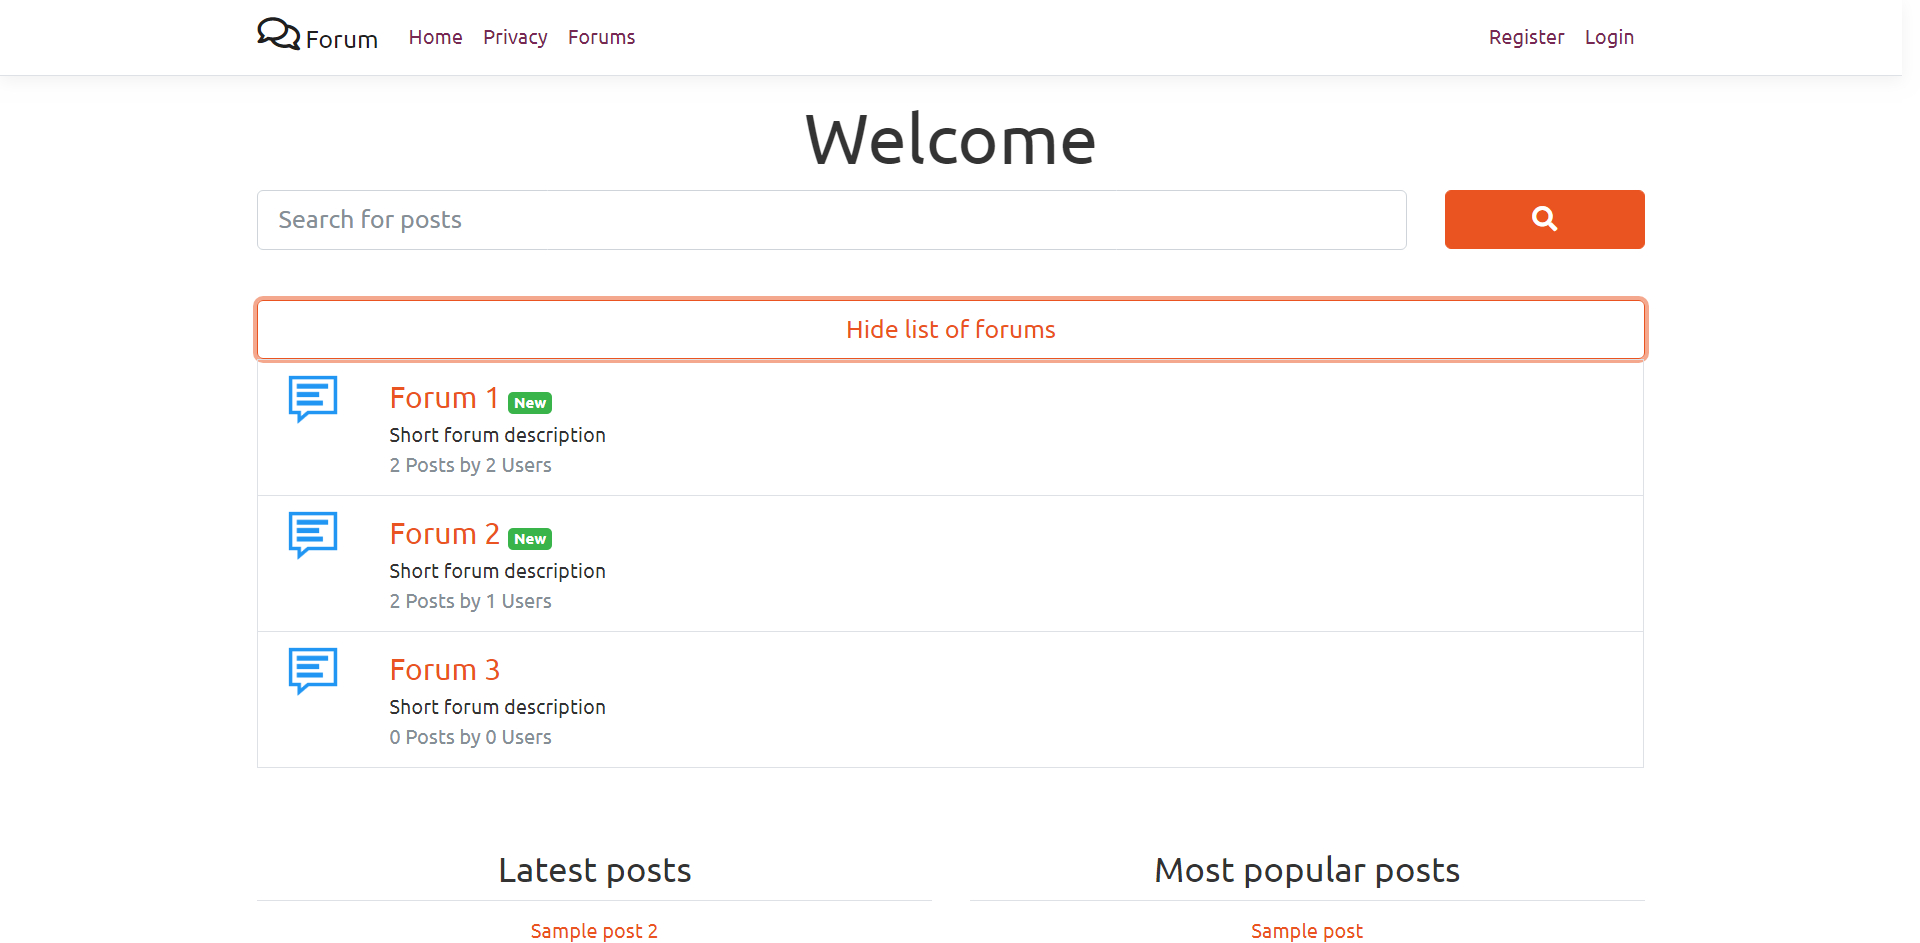 Forum Home Privacy Forums Register Login
Welcome
Search for posts
Hide list of forums
Forum 1 New
Short forum description
2 Posts by 2 Users
Forum 2 New
Short forum description
2 Posts by 1 Users
Forum 3
Short forum description
0 Posts by 0 Users
Latest posts
Sample post 2
Most popular posts
Sample post